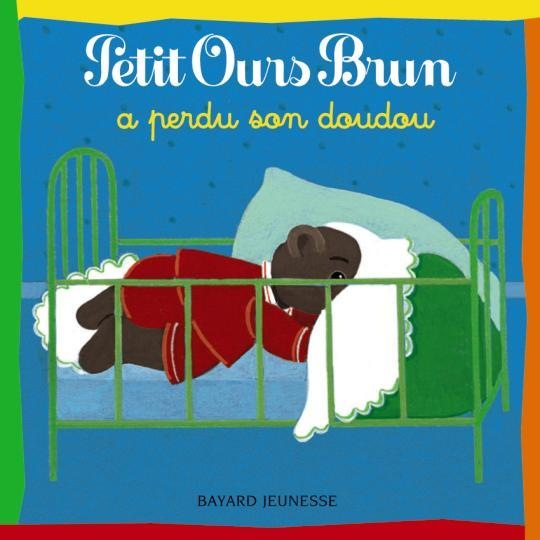 Petit Ours Brun
a perdu son doudou
BAYARD JEUNESSE